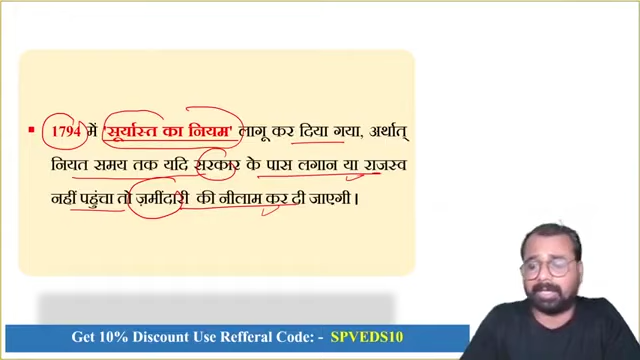 1794 में 'सूर्यास्त का नियम' लागू कर दिया गया, अर्थात्
नियत समय तक यदि सरकार के पास लगान या राजस्व
नहीं पहुंचा तो ज़मींदारी की नीलाम कर दी जाएगी।
Get 10% Discount Use Refferal Code: - SPVEDS10